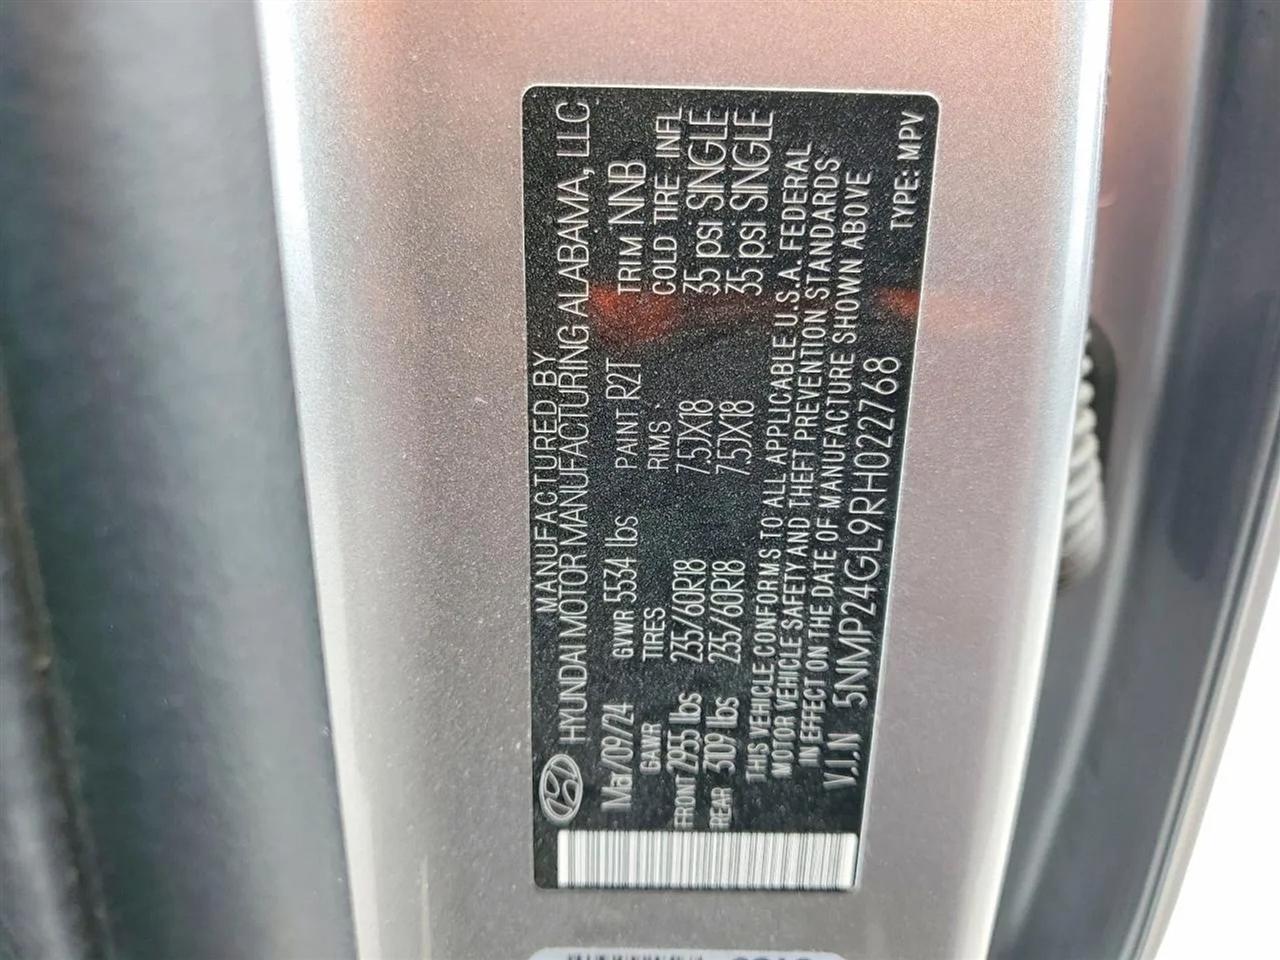 MANUFACTURED BY
HYUNDAI MOTOR MANUFACTURING ALABAMA, LLC
Mar/09/24 GVWR 5534 lbs PAINT R2T TRIM NNB
GAWR TIRES RIMS COLD TIRE INFL
FRONT 2955 lbs 235/60R18 7.5JX18 35 psi SINGLE
REAR 3109 lbs 235/60R18 7.5JX18 35 psi SINGLE
THIS VEHICLE CONFORMS TO ALL APPLICABLE U.S.A. FEDERAL
MOTOR VEHICLE SAFETY AND THEFT PREVENTION STANDARDS
IN EFFECT ON THE DATE OF MANUFACTURE SHOWN ABOVE
V.I.N 5NMP24GL9RH022768 TYPE: MPV